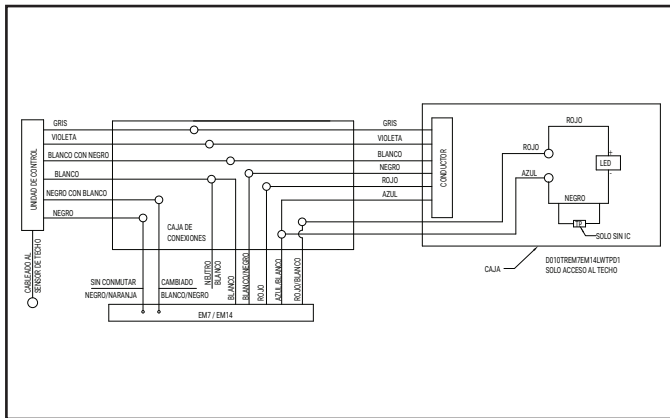 UNIDAD DE CONTROL
CABLEADO AL
SENSOR DE TECHO
GRIS
VIOLETA
BLANCO CON NEGRO
BLANCO
NEGRO CON BLANCO
NEGRO
CAJA DE
CONEXIONES
SIN CONMUTAR
NEGRO/NARANJA
CAMBIADO
BLANCO/NEGRO
NEUTRO
BLANCO
BLANCO
BLANCO/NEGRO
ROJO
AZUL/BLANCO
ROJO/BLANCO
EM7 / EM14
GRIS
VIOLETA
BLANCO
NEGRO
ROJO
AZUL
CONDUCTOR
ROJO
AZUL
ROJO
+
LED
-
NEGRO
TP
SOLO SIN IC
CAJA
D010TREM7EM14LWTPD1
SOLO ACCESO AL TECHO